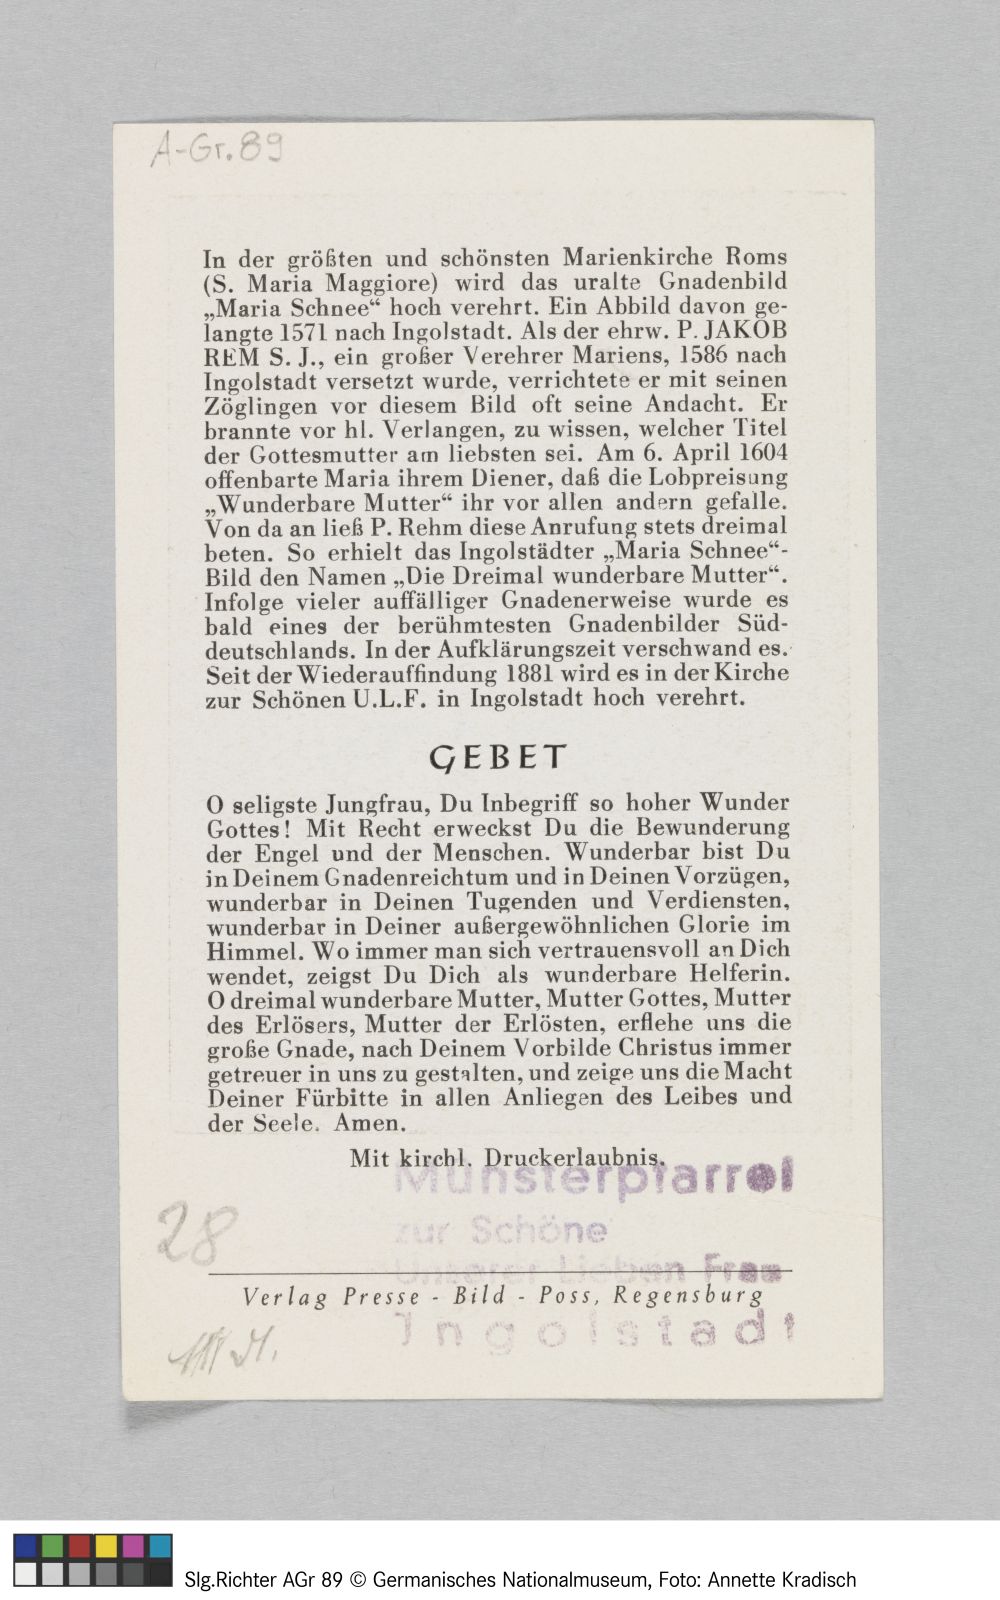 A-Gr. 89
In der größten und schönsten Marienkirche Roms
(S. Maria Maggiore) wird das uralte Gnadenbild
„Maria Schnee“ hoch verehrt. Ein Abbild davon ge-
langte 1571 nach Ingolstadt. Als der ehrw. P. JAKOB
REM S. J., ein großer Verehrer Mariens, 1586 nach
Ingolstadt versetzt wurde, verrichtete er mit seinen
Zöglingen vor diesem Bild oft seine Andacht. Er
brannte vor hl. Verlangen, zu wissen, welcher Titel
der Gottesmutter am liebsten sei. Am 6. April 1604
offenbarte Maria ihrem Diener, daß die Lobpreisung
„Wunderbare Mutter“ ihr vor allen andern gefalle.
Von da an ließ P. Rehm diese Anrufung stets dreimal
beten. So erhielt das Ingolstädter „Maria Schnee“-
Bild den Namen „Die Dreimal wunderbare Mutter“.
Infolge vieler auffälliger Gnadenerweise wurde es
bald eines der berühmtesten Gnadenbilder Süd-
deutschlands. In der Aufklärungszeit verschwand es.
Seit der Wiederauffindung 1881 wird es in der Kirche
zur Schönen U.L.F. in Ingolstadt hoch verehrt.
GEBET
O seligste Jungfrau, Du Inbegriff so hoher Wunder
Gottes! Mit Recht erweckst Du die Bewunderung
der Engel und der Menschen. Wunderbar bist Du
in Deinem Gnadenreichtum und in Deinen Vorzügen,
wunderbar in Deinen Tugenden und Verdiensten,
wunderbar in Deiner außergewöhnlichen Glorie im
Himmel. Wo immer man sich vertrauensvoll an Dich
wendet, zeigst Du Dich als wunderbare Helferin.
O dreimal wunderbare Mutter, Mutter Gottes, Mutter
des Erlösers, Mutter der Erlösten, erflehe uns die
große Gnade, nach Deinem Vorbilde Christus immer
getreuer in uns zu gestalten, und zeige uns die Macht
Deiner Fürbitte in allen Anliegen des Leibes und
der Seele. Amen.
Mit kirchl. Druckerlaubnis.
Münsterpfarrei
zur Schöne
28
Unserer Lieben Frau
Verlag Presse - Bild - Poss, Regensburg
Ingolstadt
Slg.Richter AGr 89 © Germanisches Nationalmuseum, Foto: Annette Kradisch